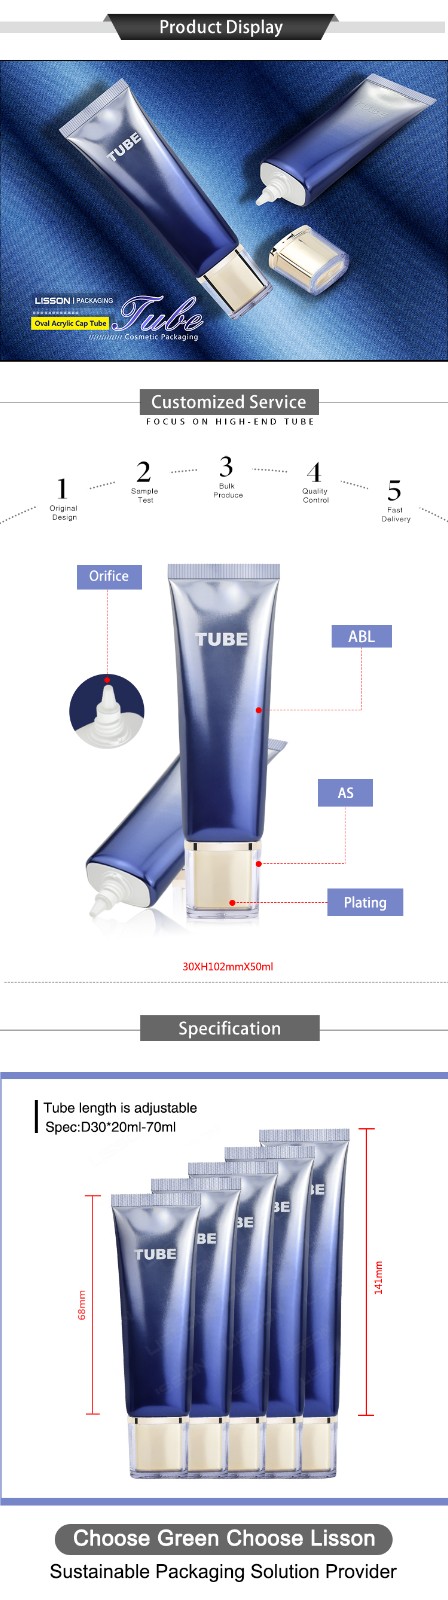 Product Display
TUBE
LISSON | PACKAGING
Oval Acrylic Cap Tube
Tube
Cosmetic Packaging
Customized Service
FOCUS ON HIGH-END TUBE
1
Original
Design
2
Sample
Test
3
Bulk
Produce
4
Quality
Control
5
Fast
Delivery
Orifice
TUBE
ABL
AS
Plating
30XH102mmX50ml
Specification
Tube length is adjustable
Spec:D30*20ml-70ml
TUBE
BE
BE
BE
BE
68mm
141mm
Choose Green Choose Lisson
Sustainable Packaging Solution Provider